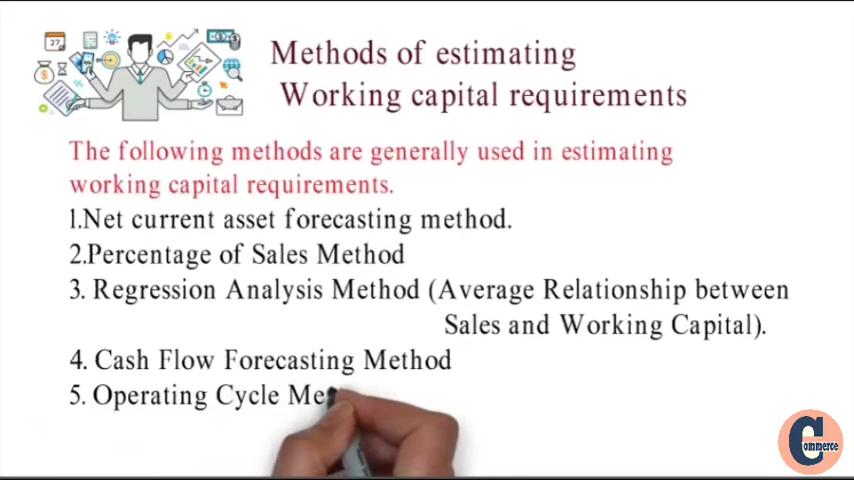 27
Methods of estimating
Working capital requirements
The following methods are generally used in estimating
working capital requirements.
1.Net current asset forecasting method.
2.Percentage of Sales Method
3. Regression Analysis Method (Average Relationship between
Sales and Working Capital).
4. Cash Flow Forecasting Method
5. Operating Cycle Me
Commerce